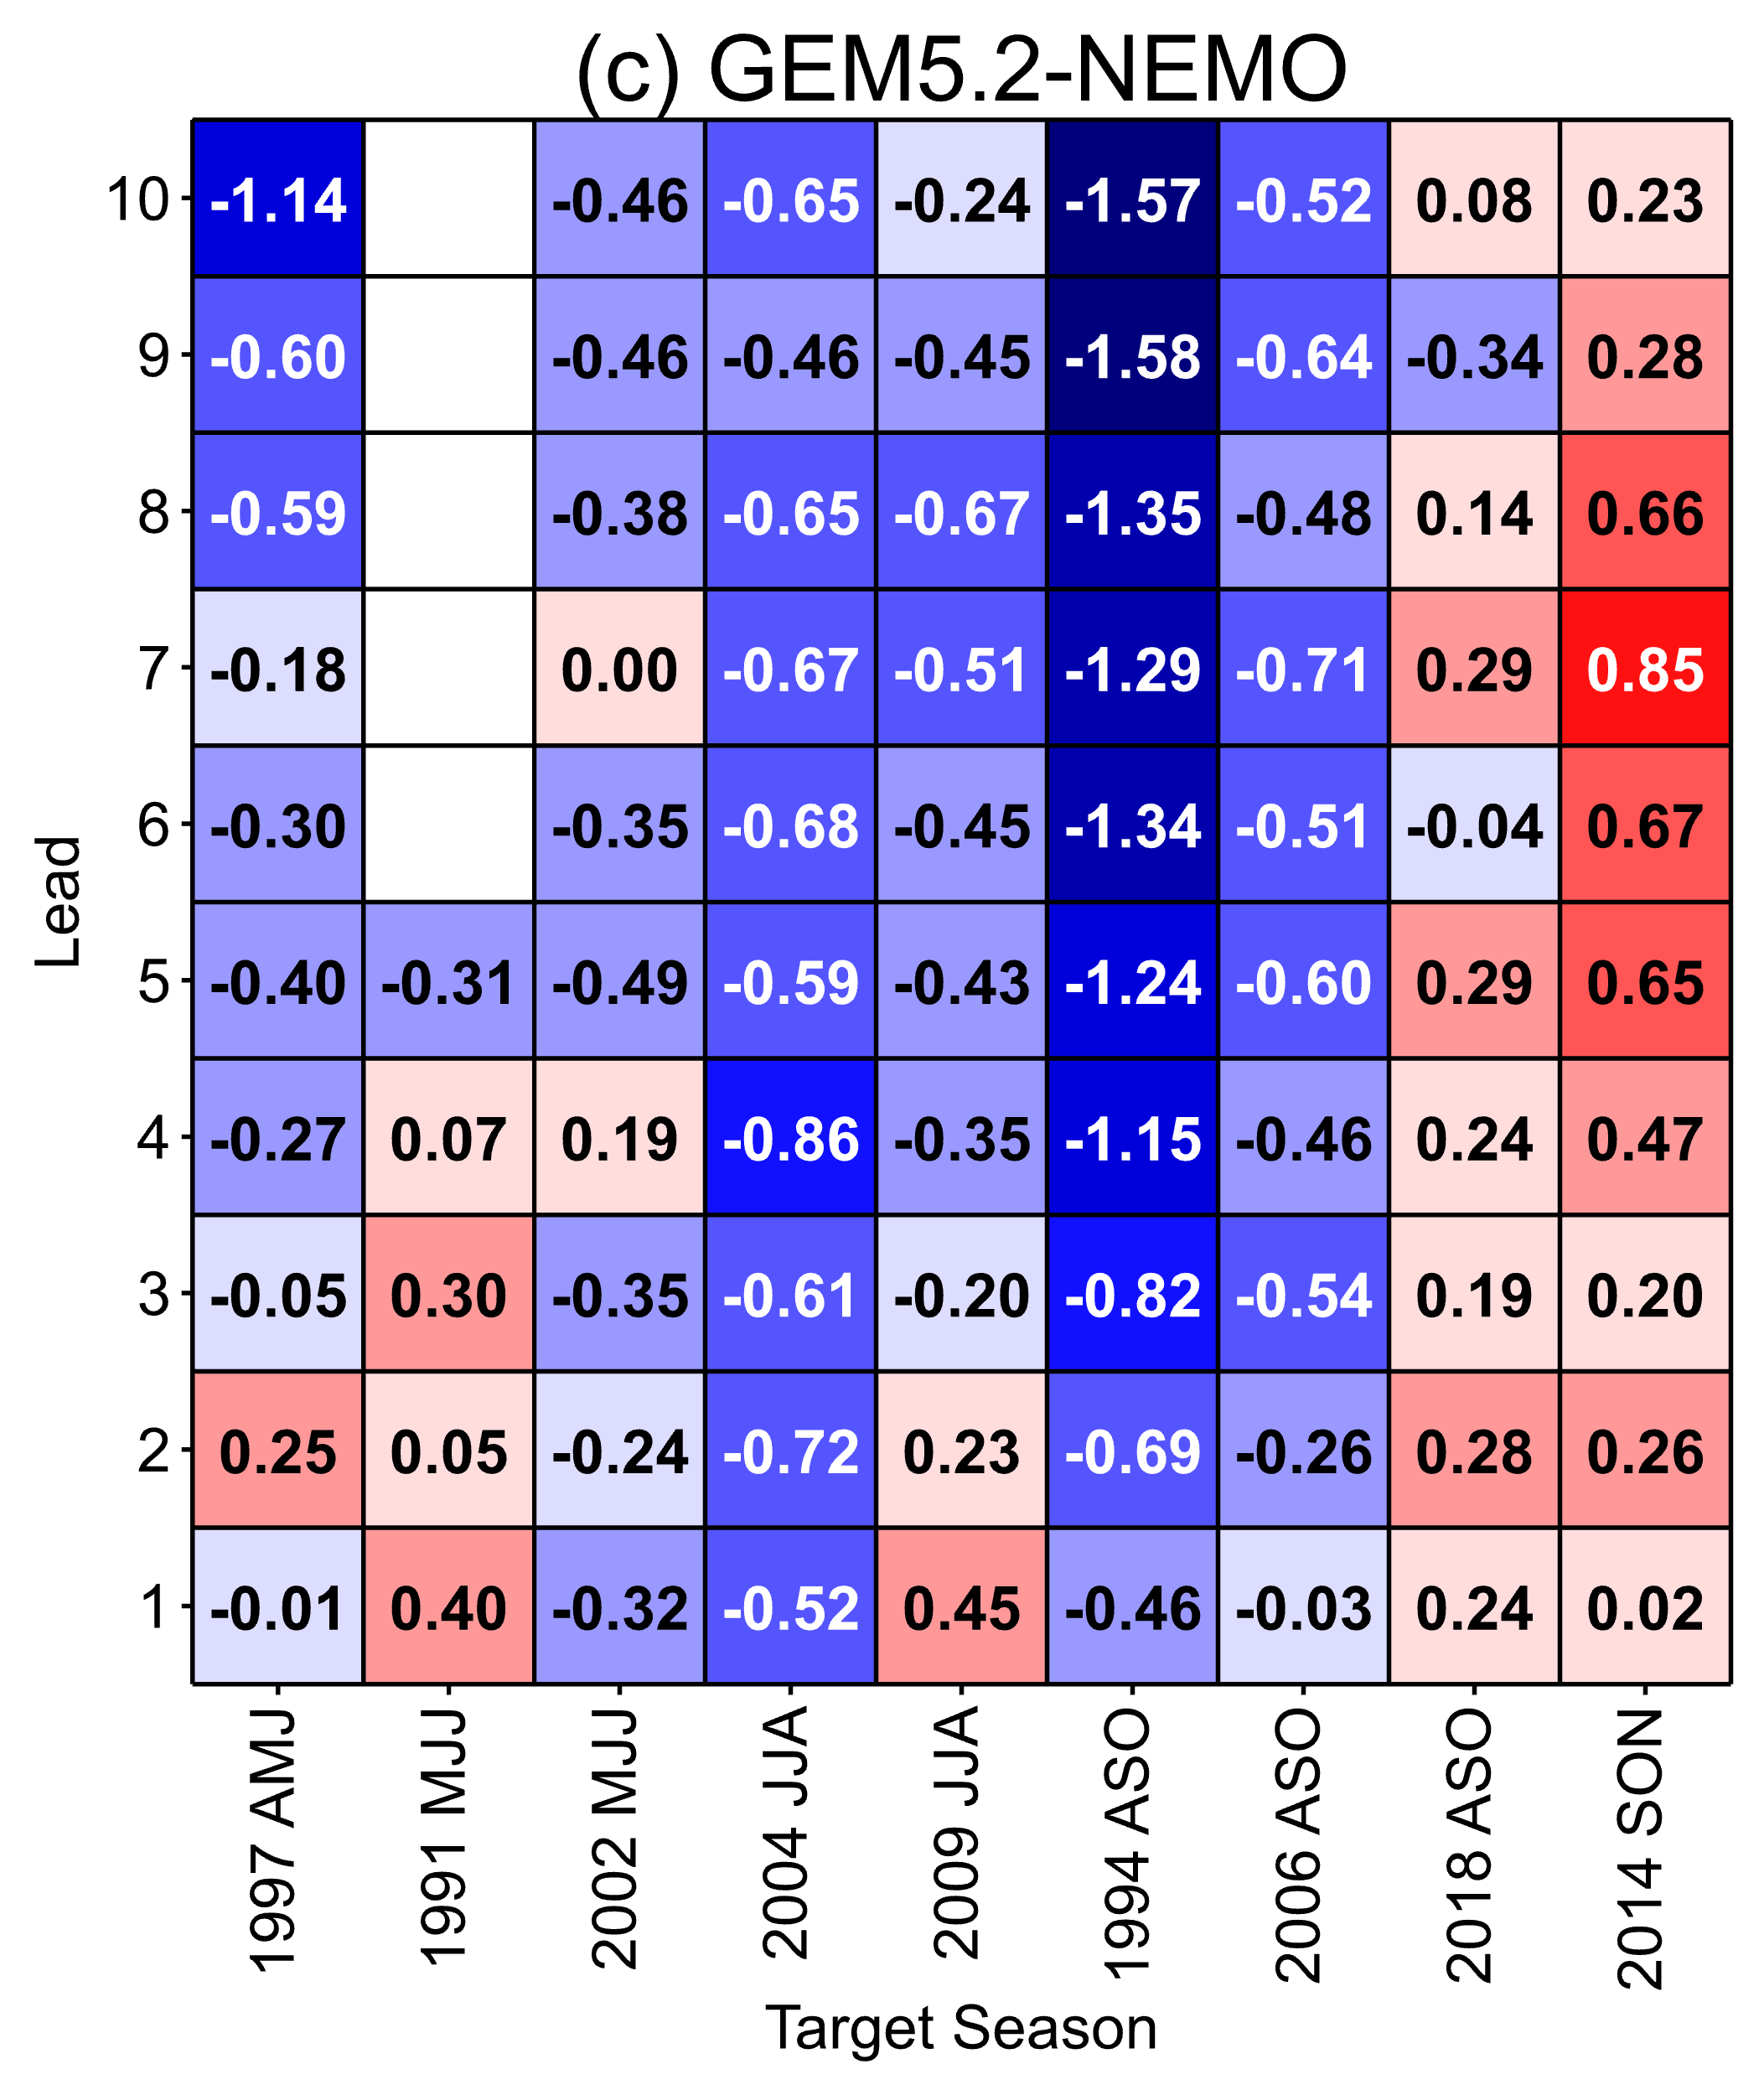 (c) GEM5.2-NEMO
10 -1.14 -0.46 -0.65 -0.24 -1.57 -0.52 0.08 0.23
9 -0.60 -0.46 -0.46 -0.45 -1.58 -0.64 -0.34 0.28
8 -0.59 -0.38 -0.65 -0.67 -1.35 -0.48 0.14 0.66
7 -0.18 0.00 -0.67 -0.51 -1.29 -0.71 0.29 0.85
6 -0.30 -0.35 -0.68 -0.45 -1.34 -0.51 -0.04 0.67
5 -0.40 -0.31 -0.49 -0.59 -0.43 -1.24 -0.60 0.29 0.65
4 -0.27 0.07 0.19 -0.86 -0.35 -1.15 -0.46 0.24 0.47
3 -0.05 0.30 -0.35 -0.61 -0.20 -0.82 -0.54 0.19 0.20
2 0.25 0.05 -0.24 -0.72 0.23 -0.69 -0.26 0.28 0.26
1 -0.01 0.40 -0.32 -0.52 0.45 -0.46 -0.03 0.24 0.02
Lead
1997 AMJ
1991 MJJ
2002 MJJ
2004 JJA
2009 JJA
1994 ASO
2006 ASO
2018 ASO
2014 SON
Target Season